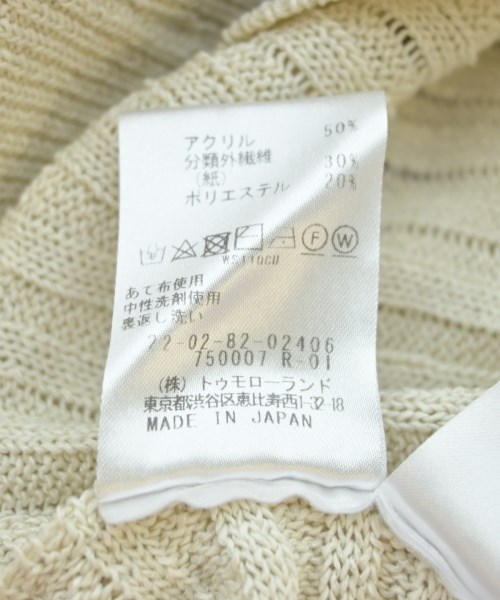 アクリル 50%
分類外繊維 30%
(紙)
ポリエステル 20%
F W
WS110CU
あて布使用
中性洗剤使用
裏返し洗い
22-02-82-02406
750007 R-01
(株) トゥモローランド
東京都渋谷区恵比寿西1-32-18
MADE IN JAPAN